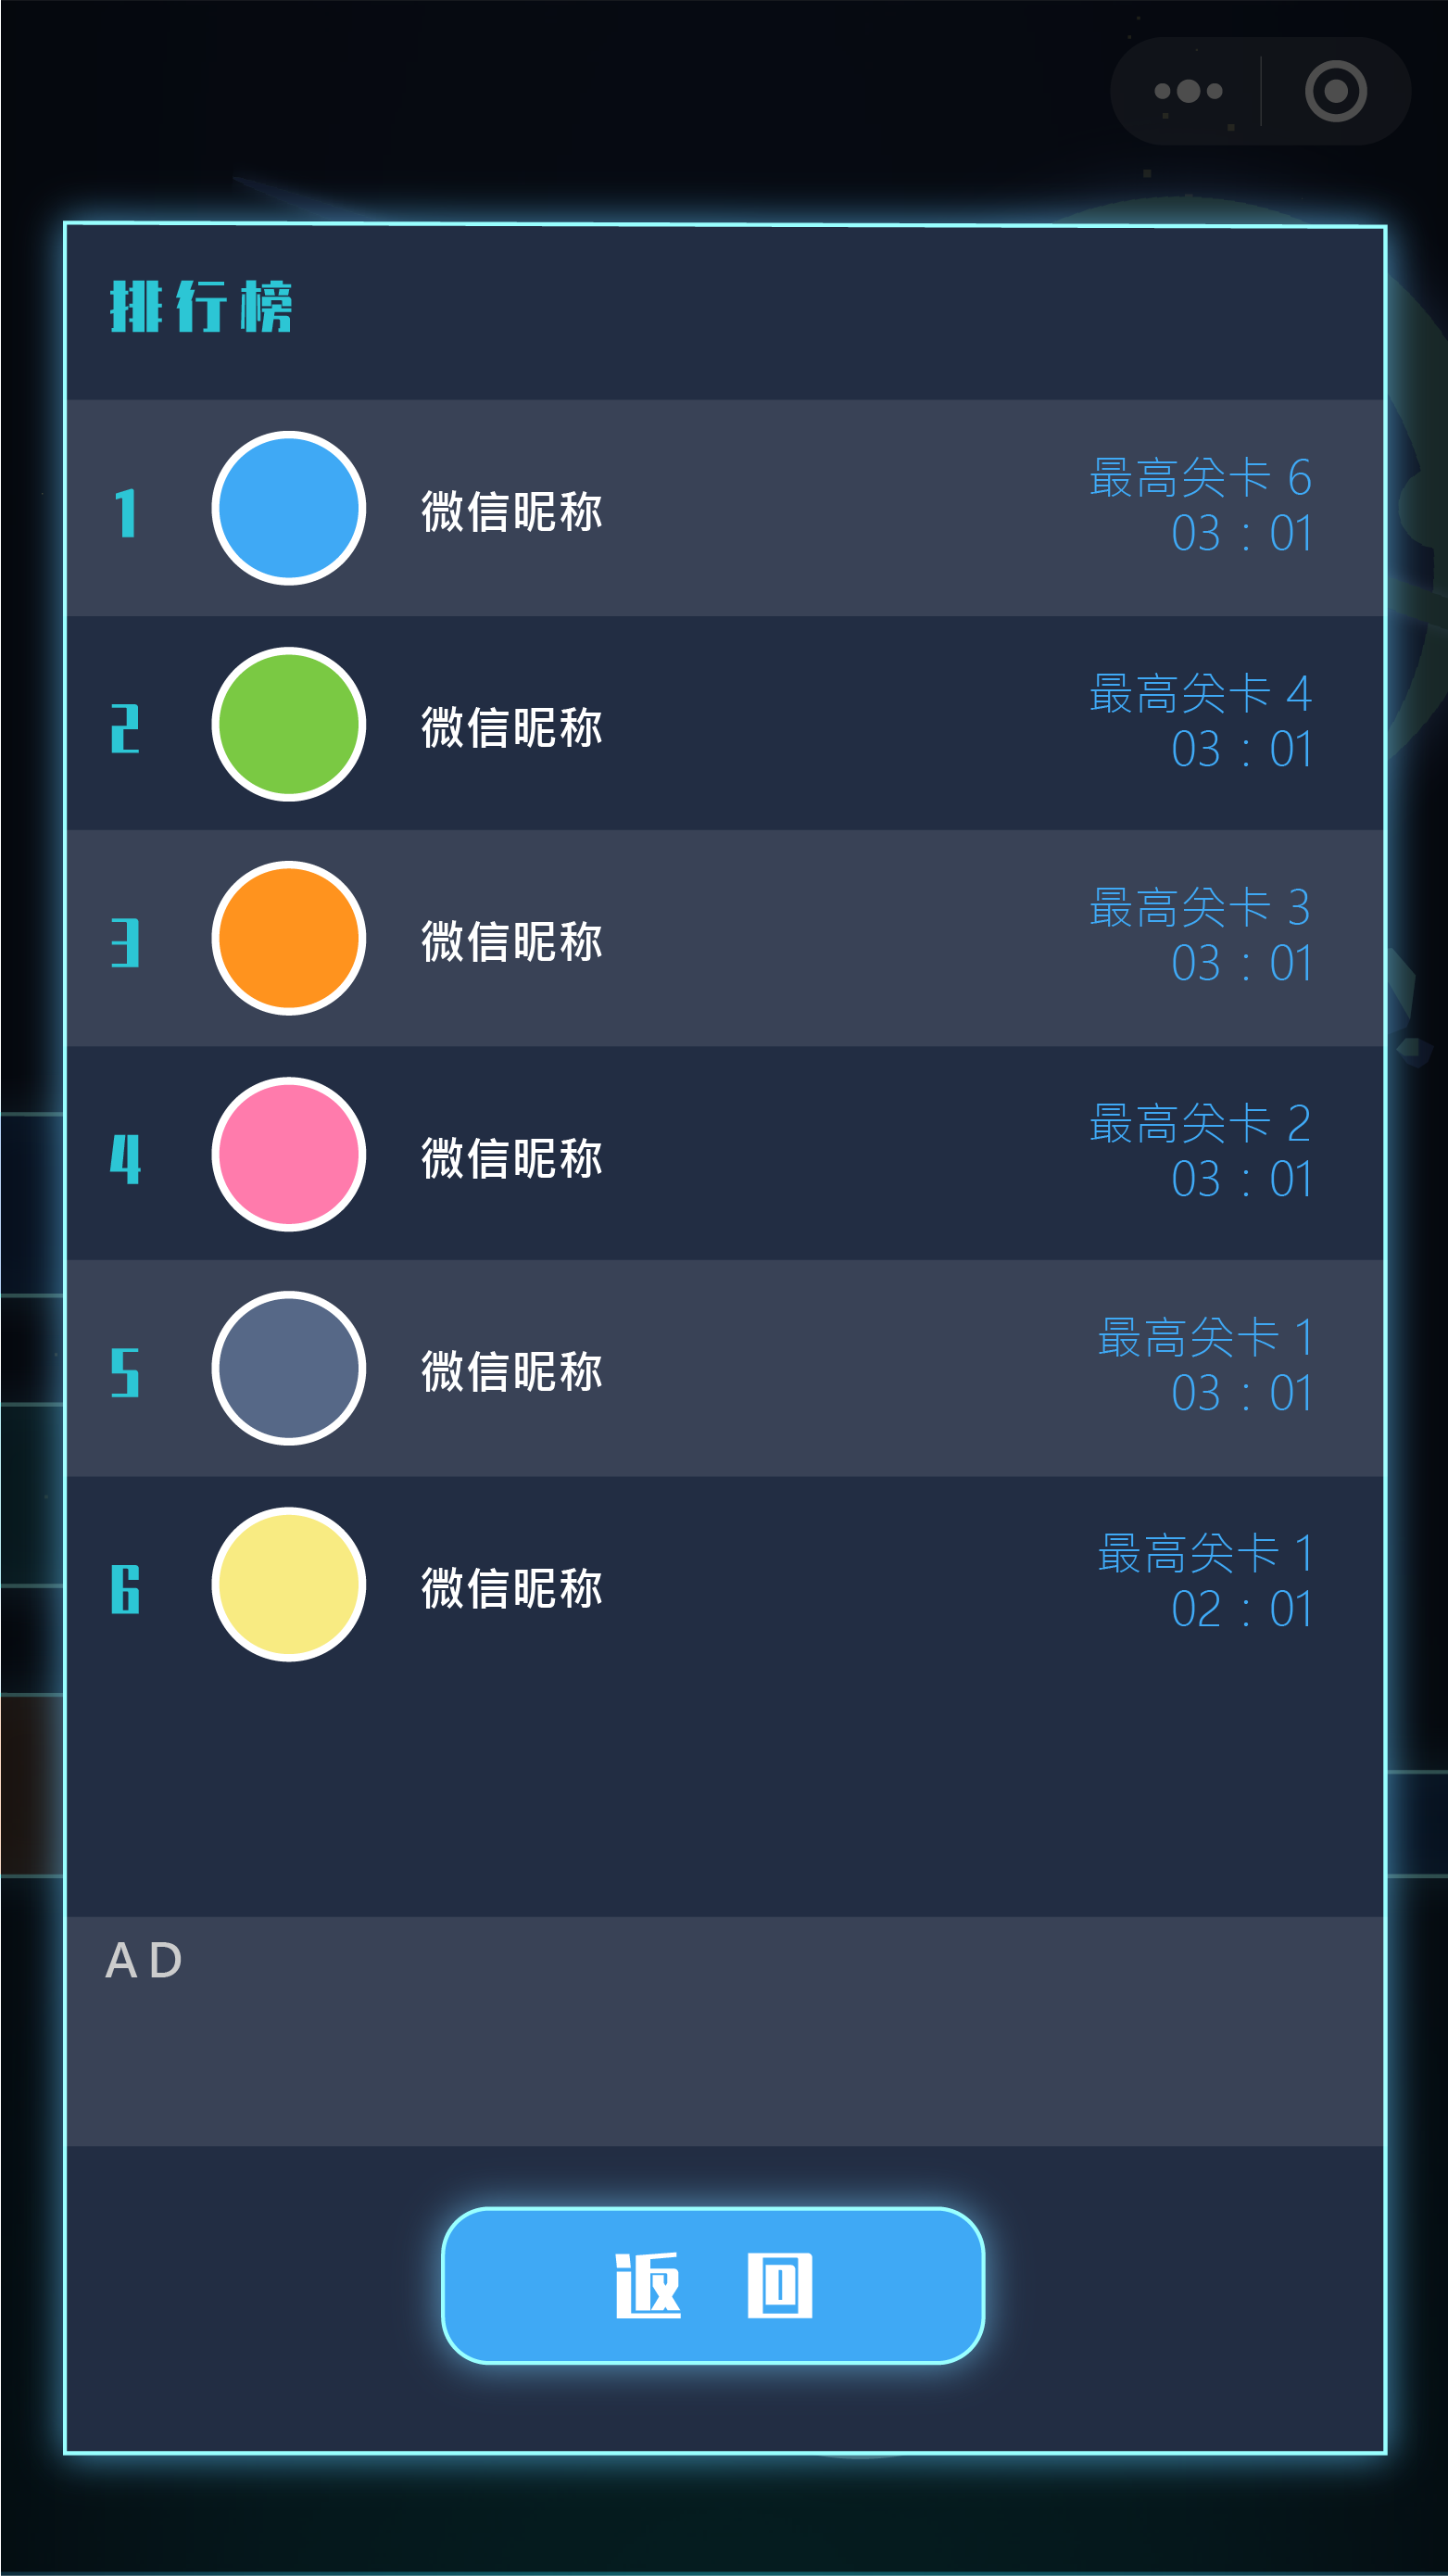 排行榜
1
微信昵称
最高关卡 6
03 : 01
2
微信昵称
最高关卡 4
03 : 01
3
微信昵称
最高关卡 3
03 : 01
4
微信昵称
最高关卡 2
03 : 01
5
微信昵称
最高关卡 1
03 : 01
6
微信昵称
最高关卡 1
02 : 01
AD
返 回